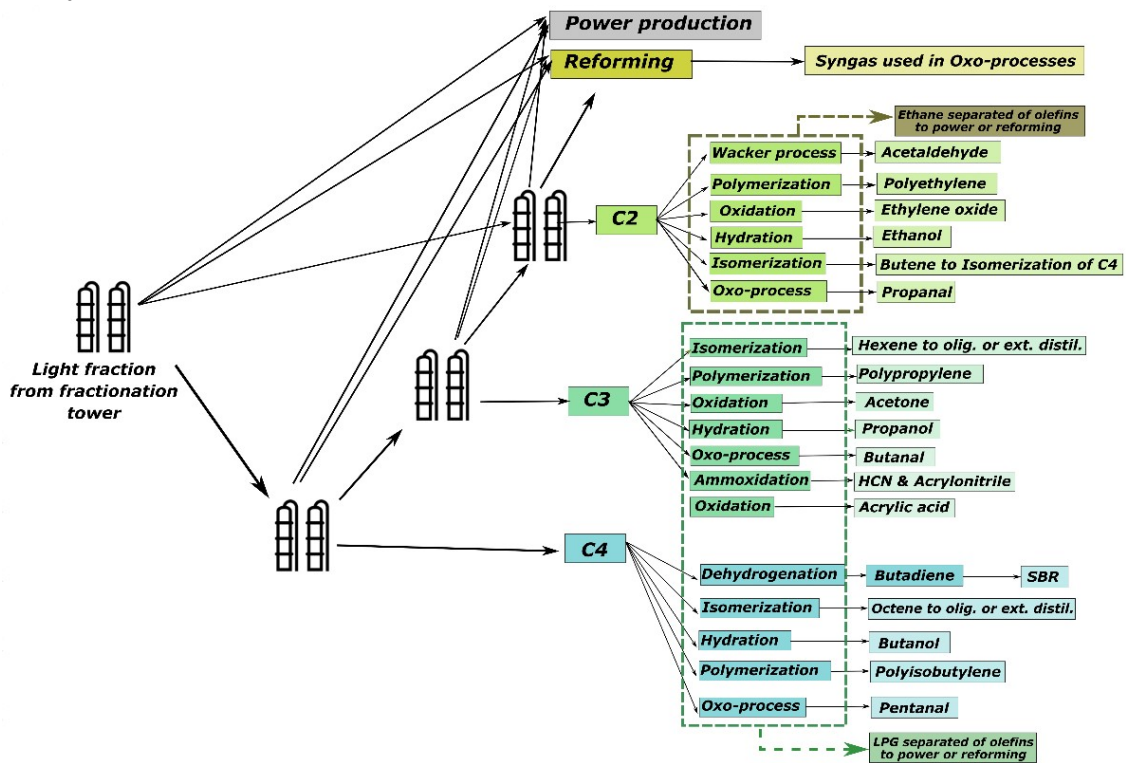 Power production
Reforming
Syngas used in Oxo-processes
Ethane separated of olefins
to power or reforming
Wacker process
Acetaldehyde
Polymerization
Polyethylene
C2
Oxidation
Ethylene oxide
Hydration
Ethanol
Isomerization
Butene to Isomerization of C4
Oxo-process
Propanal
Light fraction
from fractionation
tower
Isomerization
Hexene to olig. or ext. distil.
Polymerization
Polypropylene
C3
Oxidation
Acetone
Hydration
Propanol
Oxo-process
Butanal
Ammoxidation
HCN & Acrylonitrile
Oxidation
Acrylic acid
C4
Dehydrogenation
Butadiene
SBR
Isomerization
Octene to olig. or ext. distil.
Hydration
Butanol
Polymerization
Polyisobutylene
Oxo-process
Pentanal
LPG separated of olefins
to power or reforming